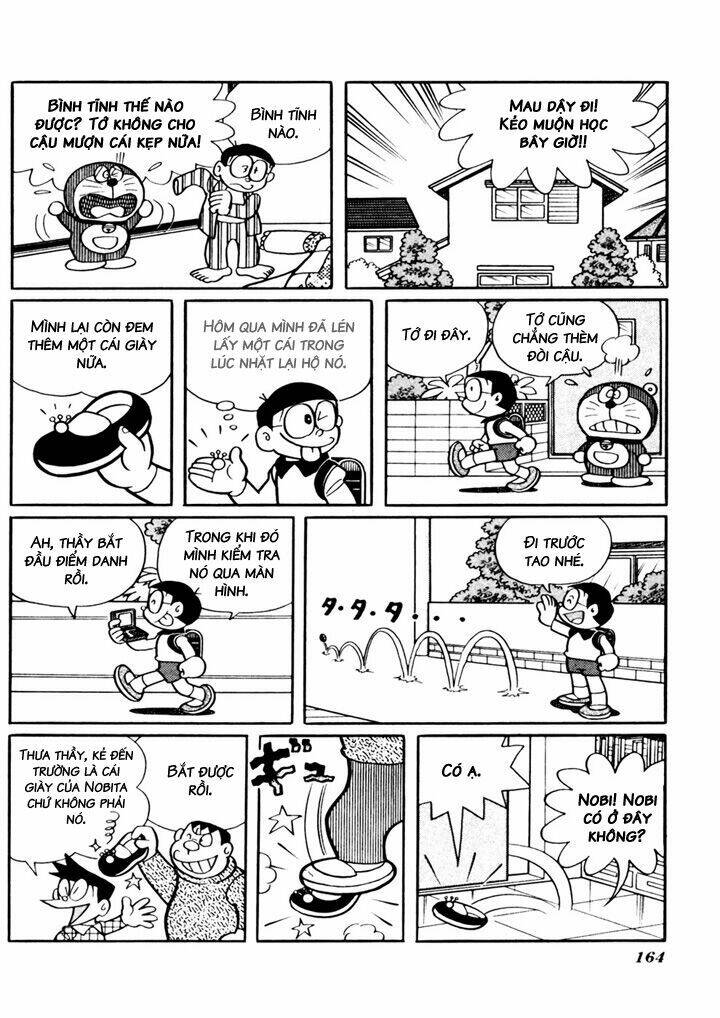 MAU DẬY ĐI!
KẺO MUỘN HỌC
BÂY GIỜ!!
BÌNH TĨNH
NÀO.
BÌNH TĨNH THẾ NÀO
ĐƯỢC? TỚ KHÔNG CHO
CẬU MƯỢN CÁI KẸP NỮA!
TỚ CŨNG
CHẲNG THÈM
ĐÒI CẬU.
TỚ ĐI ĐÂY.
HÔM QUA MÌNH ĐÃ LÉN
LẤY MỘT CÁI TRONG
LÚC NHẶT LẠI HỘ NÓ.
MÌNH LẠI CÒN ĐEM
THÊM MỘT CÁI GIÀY
NỮA.
ĐI TRƯỚC
TAO NHÉ.
タ・タ・タ・・・
TRONG KHI ĐÓ
MÌNH KIỂM TRA
NÓ QUA MÀN
HÌNH.
AH, THẦY BẮT
ĐẦU ĐIỂM DANH
RỒI.
NOBI! NOBI
CÓ Ở ĐÂY
KHÔNG?
CÓ Ạ.
BẮT ĐƯỢC
RỒI.
THƯA THẦY, KẺ ĐẾN
TRƯỜNG LÀ CÁI
GIÀY CỦA NOBITA
CHỨ KHÔNG PHẢI
NÓ.
164